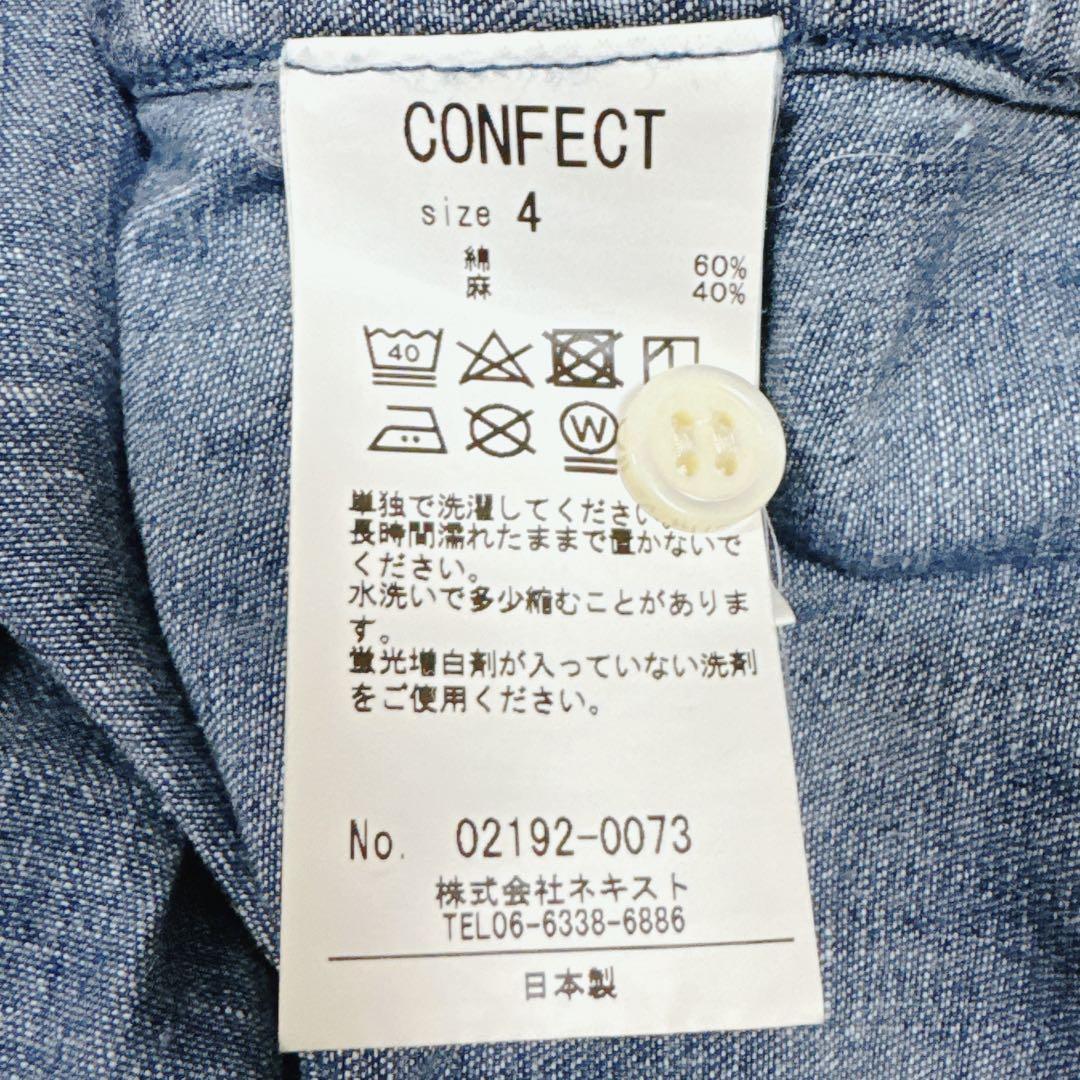 CONFECT
size 4
綿 60%
麻 40%
40
W
単独で洗濯してください
長時間濡れたままで置かないで
ください。
水洗いで多少縮むことがありま
す。
蛍光増白剤が入っていない洗剤
をご使用ください。
No. 02192-0073
株式会社ネキスト
TEL06-6338-6886
日本製